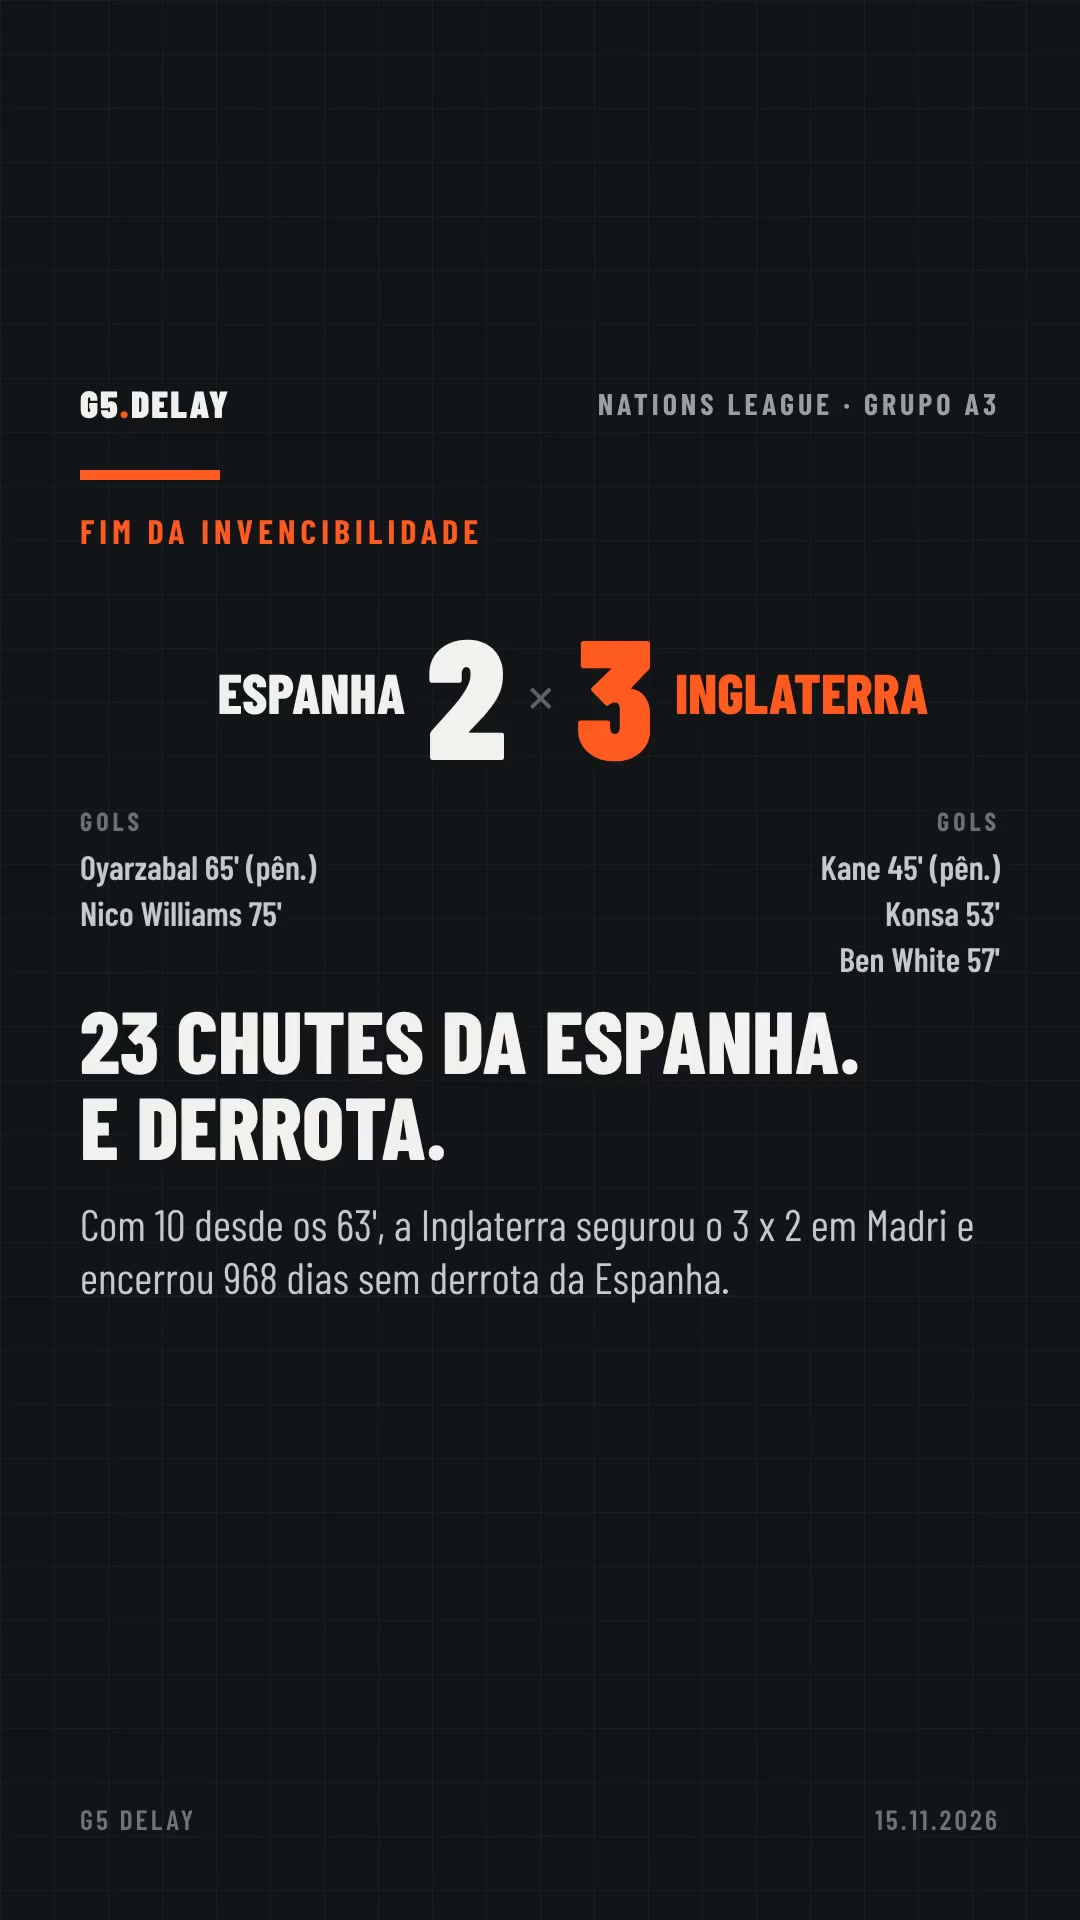 G5.DELAY
NATIONS LEAGUE · GRUPO A3
FIM DA INVENCIBILIDADE
ESPANHA 2 × 3 INGLATERRA
GOLS
Oyarzabal 65' (pên.)
Nico Williams 75'
GOLS
Kane 45' (pên.)
Konsa 53'
Ben White 57'
23 CHUTES DA ESPANHA.
E DERROTA.
Com 10 desde os 63', a Inglaterra segurou o 3 x 2 em Madri e
encerrou 968 dias sem derrota da Espanha.
G5 DELAY
15.11.2026